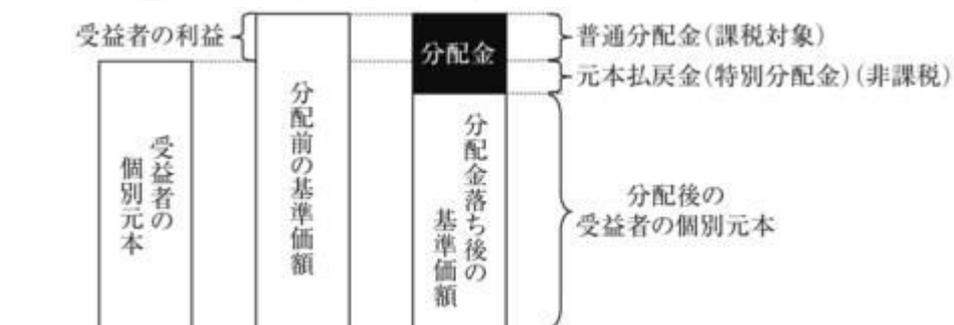 受益者の利益
分配金
普通分配金(課税対象)
元本払戻金(特別分配金)(非課税)
受益者の
個別元本
分配前の基準価額
分配金落ち後の
基準価額
分配後の
受益者の個別元本